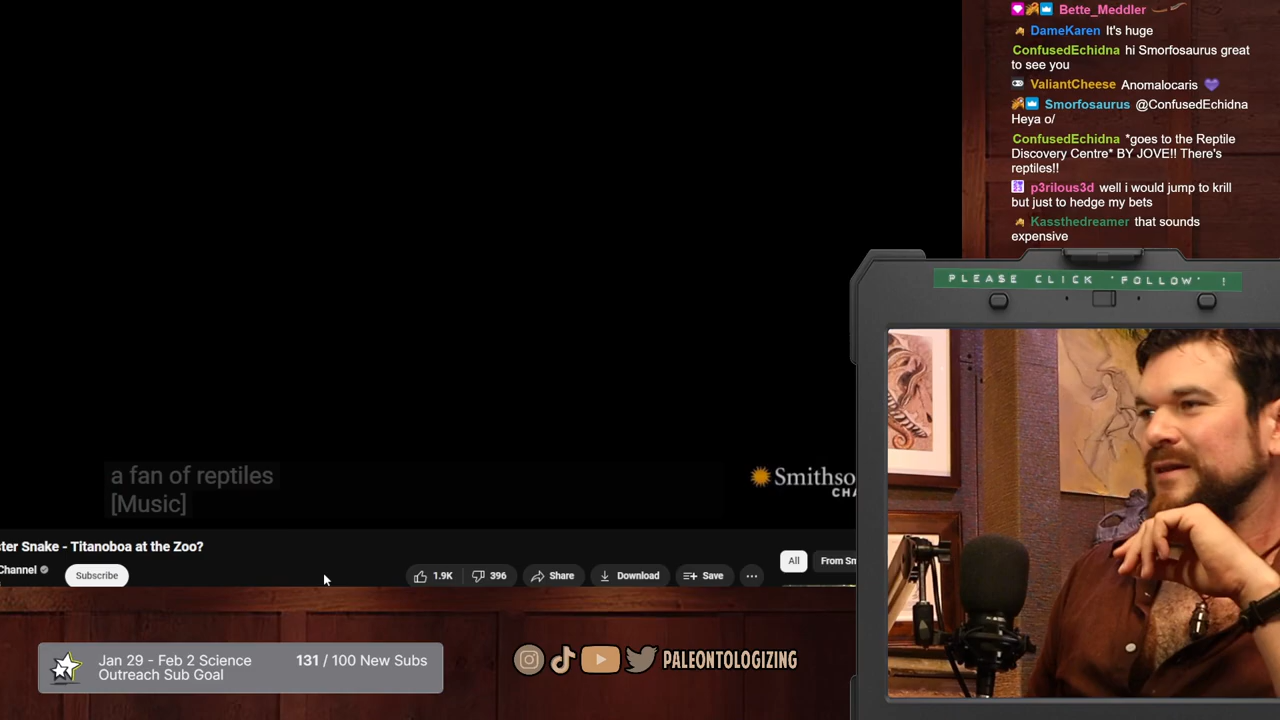 Bette_Meddler
DameKaren It's huge
ConfusedEchidna hi Smorfosaurus great
to see you
ValiantCheese Anomalocaris
Smorfosaurus @ConfusedEchidna
Heya o/
ConfusedEchidna *goes to the Reptile
Discovery Centre* BY JOVE!! There's
reptiles!!
p3rilous3d well i would jump to krill
but just to hedge my bets
Kassthedreamer that sounds
expensive
PLEASE CLICK 'FOLLOW' !
a fan of reptiles
[Music]
Smithso
CHA
ster Snake - Titanoboa at the Zoo?
Channel
Subscribe
1.9K
396
Share
Download
Save
All
From Sm
Jan 29 - Feb 2 Science
Outreach Sub Goal
131 / 100 New Subs
PALEONTOLOGIZING